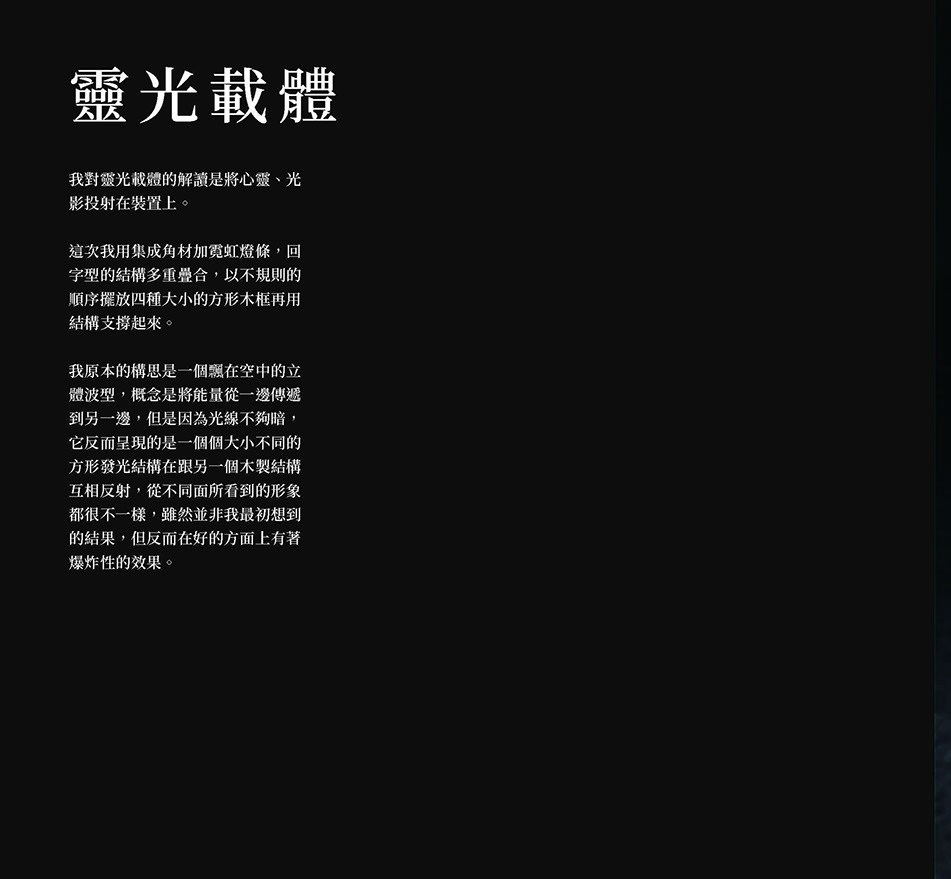 靈光載體
我對靈光載體的解讀是將心靈、光
影投射在裝置上。
這次我用集成角材加霓虹燈條，回
字型的結構多重疊合，以不規則的
順序擺放四種大小的方形木框再用
結構支撐起來。
我原本的構思是一個飄在空中的立
體波型，概念是將能量從一邊傳遞
到另一邊，但是因為光線不夠暗，
它反而呈現的是一個個大小不同的
方形發光結構在跟另一個木製結構
互相反射，從不同面所看到的形象
都很不一樣，雖然並非我最初想到
的結果，但反而在好的方面上有著
爆炸性的效果。